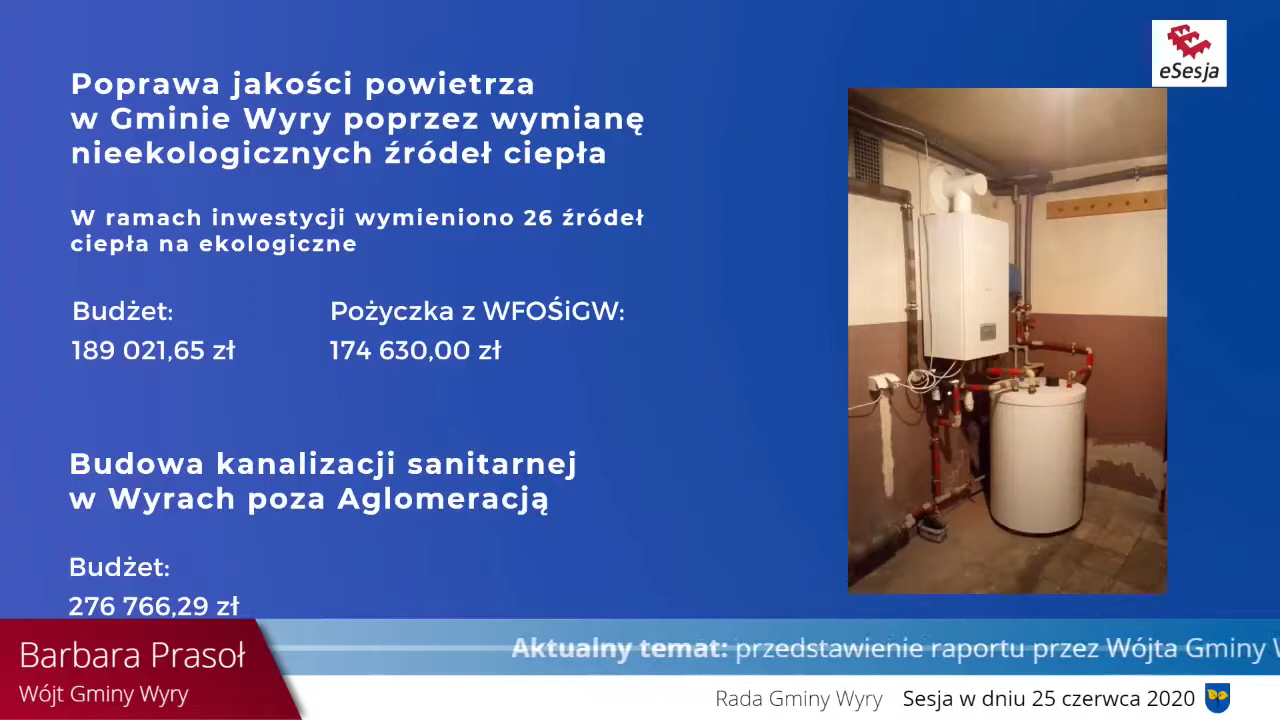 eSesja
Poprawa jakości powietrza
w Gminie Wyry poprzez wymianę
nieekologicznych źródeł ciepła
W ramach inwestycji wymieniono 26 źródeł
ciepła na ekologiczne
Budżet:
189 021,65 zł
Pożyczka z WFOŚiGW:
174 630,00 zł
Budowa kanalizacji sanitarnej
w Wyrach poza Aglomeracją
Budżet:
276 766,29 zł
Barbara Prasoł
Wójt Gminy Wyry
Aktualny temat: przedstawienie raportu przez Wójta Gminy
Rada Gminy Wyry Sesja w dniu 25 czerwca 2020